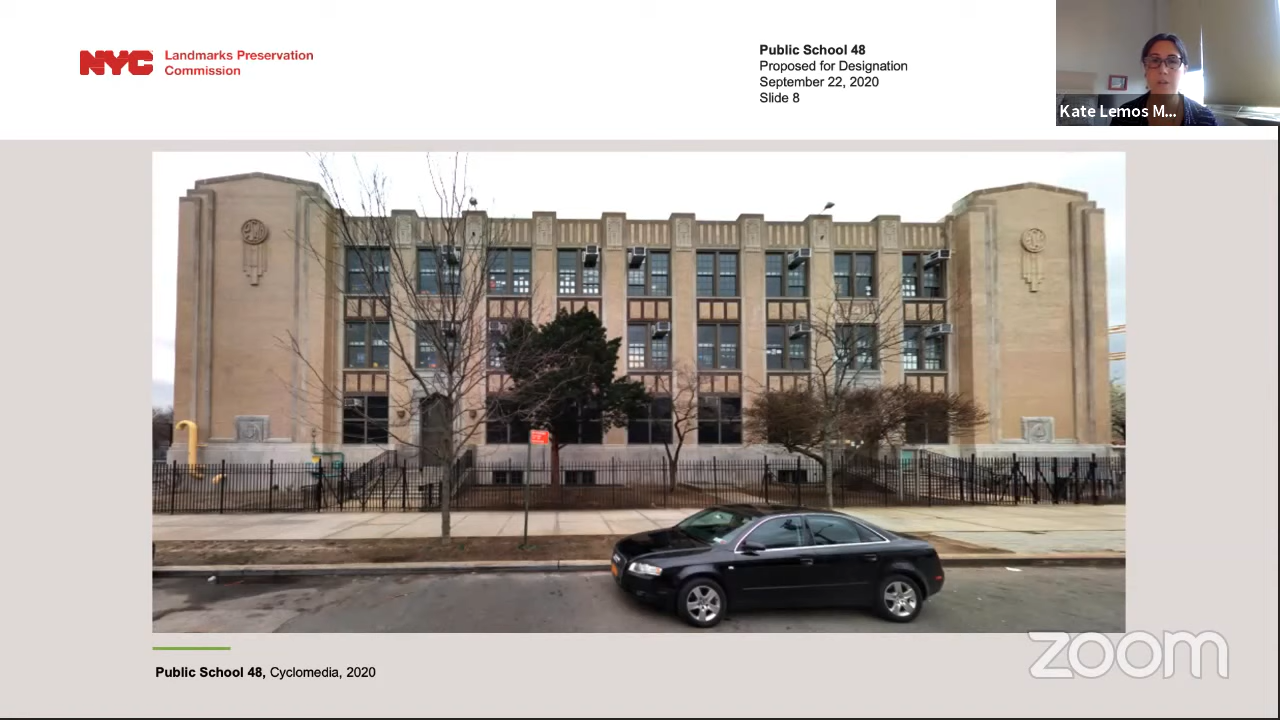 NYC
Landmarks Preservation
Commission
Public School 48
Proposed for Designation
September 22, 2020
Slide 8
Kate Lemos M...
Public School 48, Cyclomedia, 2020
zoom